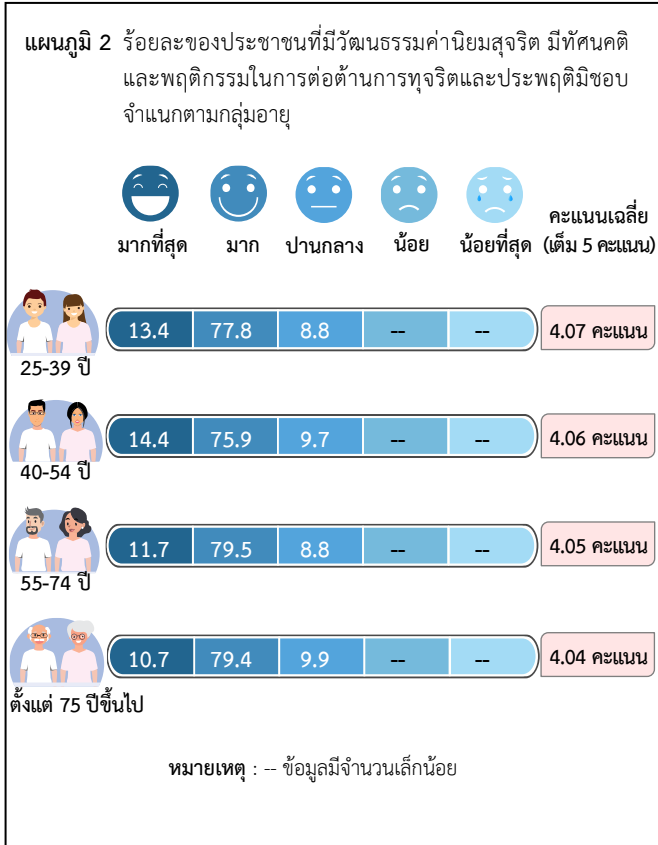 แผนภูมิ 2 ร้อยละของประชาชนที่มีวัฒนธรรมค่านิยมสุจริต มีทัศนคติ
และพฤติกรรมในการต่อต้านการทุจริตและประพฤติมิชอบ
จำแนกตามกลุ่มอายุ
มากที่สุด มาก ปานกลาง น้อย น้อยที่สุด คะแนนเฉลี่ย
(เต็ม 5 คะแนน)
13.4 77.8 8.8 -- -- 4.07 คะแนน
25-39 ปี
14.4 75.9 9.7 -- -- 4.06 คะแนน
40-54 ปี
11.7 79.5 8.8 -- -- 4.05 คะแนน
55-74 ปี
10.7 79.4 9.9 -- -- 4.04 คะแนน
ตั้งแต่ 75 ปีขึ้นไป
หมายเหตุ : -- ข้อมูลมีจำนวนเล็กน้อย